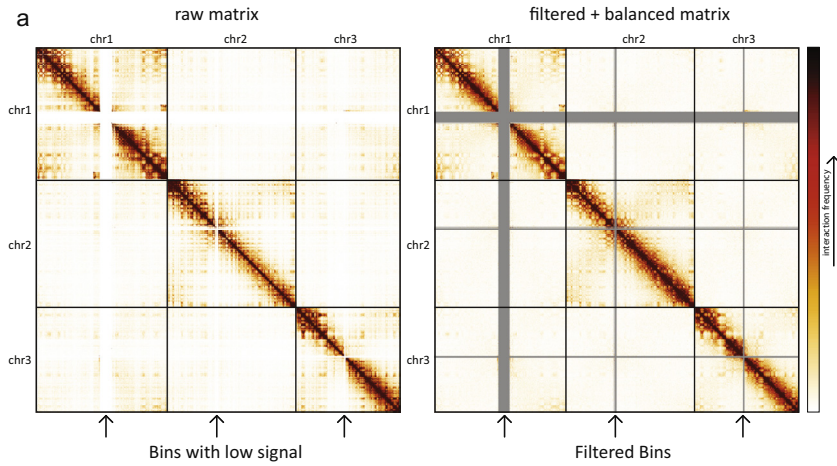 a
raw matrix
filtered + balanced matrix
chr1
chr2
chr3
chr1
chr2
chr3
chr1
chr2
chr3
chr1
chr2
chr3
interaction frequency
Bins with low signal
Filtered Bins